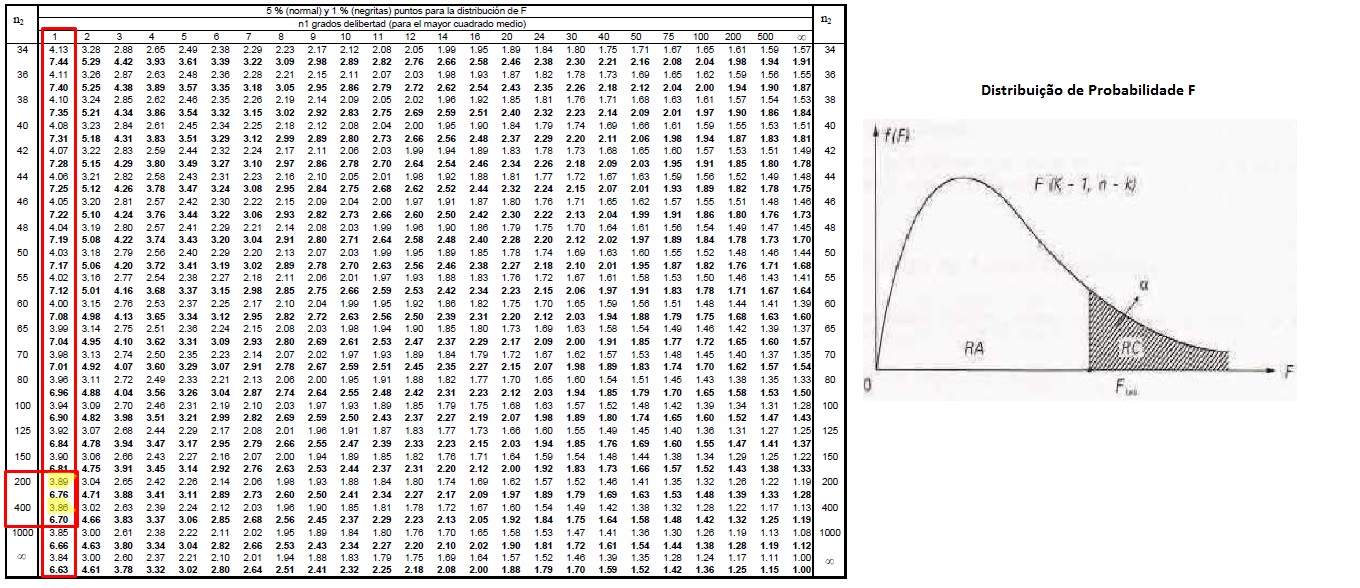 5 % (normal) y 1 % (negritas) puntos para la distribución de F
n₂ n1 grados delibertad (para el mayor cuadrado medio) n₂
1 2 3 4 5 6 7 8 9 10 11 12 14 16 20 24 30 40 50 75 100 200 500 ∞
34 4.13 3.28 2.88 2.65 2.49 2.38 2.29 2.23 2.17 2.12 2.08 2.05 1.99 1.95 1.89 1.84 1.80 1.75 1.71 1.67 1.65 1.61 1.59 1.57 34
7.44 5.29 4.42 3.93 3.61 3.39 3.22 3.09 2.98 2.89 2.82 2.76 2.66 2.58 2.46 2.38 2.30 2.21 2.16 2.08 2.04 1.98 1.94 1.91
36 4.11 3.26 2.63 2.48 2.36 2.28 2.21 2.15 2.11 2.07 2.03 1.98 1.93 1.87 1.82 1.78 1.73 1.69 1.65 1.62 1.59 1.56 1.55 36
7.40 5.25 4.38 3.89 3.57 3.35 3.18 3.05 2.95 2.86 2.79 2.72 2.62 2.54 2.43 2.35 2.26 2.18 2.12 2.04 2.00 1.94 1.90 1.87
38 4.10 3.24 2.85 2.62 2.46 2.35 2.26 2.19 2.14 2.09 2.05 2.02 1.96 1.92 1.85 1.81 1.76 1.71 1.68 1.63 1.61 1.57 1.54 1.53 38
7.35 5.21 4.34 3.86 3.54 3.32 3.15 3.02 2.92 2.83 2.75 2.69 2.59 2.51 2.40 2.32 2.23 2.14 2.09 2.01 1.97 1.90 1.86 1.84
40 4.08 3.23 2.84 2.61 2.45 2.34 2.25 2.18 2.12 2.08 2.04 2.00 1.95 1.90 1.84 1.79 1.74 1.69 1.66 1.61 1.59 1.55 1.53 1.51 40
7.31 5.18 4.31 3.83 3.51 3.29 3.12 2.99 2.89 2.80 2.73 2.66 2.56 2.48 2.37 2.29 2.20 2.11 2.06 1.98 1.94 1.87 1.83 1.81
42 4.07 3.22 2.83 2.59 2.44 2.32 2.24 2.17 2.11 2.06 2.03 1.99 1.94 1.89 1.83 1.78 1.73 1.68 1.65 1.60 1.57 1.53 1.51 1.49 42
7.28 5.15 4.29 3.80 3.49 3.27 3.10 2.97 2.86 2.78 2.70 2.64 2.54 2.46 2.34 2.26 2.18 2.09 2.03 1.95 1.91 1.85 1.80 1.78
44 4.06 3.21 2.82 2.58 2.43 2.31 2.23 2.16 2.10 2.05 2.01 1.98 1.92 1.88 1.81 1.77 1.72 1.67 1.63 1.59 1.56 1.52 1.49 1.48 44
7.25 5.12 4.26 3.78 3.47 3.24 3.08 2.95 2.84 2.75 2.68 2.62 2.52 2.44 2.32 2.24 2.15 2.07 2.01 1.93 1.89 1.82 1.78 1.75
46 4.05 3.20 2.81 2.57 2.42 2.30 2.22 2.15 2.09 2.04 2.00 1.97 1.91 1.87 1.80 1.76 1.71 1.65 1.62 1.57 1.55 1.51 1.48 1.46 46
7.22 5.10 4.24 3.76 3.44 3.22 3.06 2.93 2.82 2.73 2.66 2.60 2.50 2.42 2.30 2.22 2.13 2.04 1.99 1.91 1.86 1.80 1.76 1.73
48 4.04 3.19 2.80 2.57 2.41 2.29 2.21 2.14 2.08 2.03 1.99 1.96 1.90 1.86 1.79 1.75 1.70 1.64 1.61 1.56 1.54 1.49 1.47 1.45 48
7.19 5.08 4.22 3.74 3.43 3.20 3.04 2.91 2.80 2.71 2.64 2.58 2.48 2.40 2.28 2.20 2.12 2.02 1.97 1.89 1.84 1.78 1.73 1.70
50 4.03 3.18 2.79 2.56 2.40 2.29 2.20 2.13 2.07 2.03 1.99 1.95 1.89 1.85 1.78 1.74 1.69 1.63 1.60 1.55 1.52 1.48 1.46 1.44 50
7.17 5.06 4.20 3.72 3.41 3.19 3.02 2.89 2.78 2.70 2.63 2.56 2.46 2.38 2.27 2.18 2.10 2.01 1.95 1.87 1.82 1.76 1.71 1.68
55 4.02 3.16 2.77 2.54 2.38 2.27 2.18 2.11 2.06 2.01 1.97 1.93 1.88 1.83 1.76 1.72 1.67 1.61 1.58 1.53 1.50 1.46 1.43 1.41 55
7.12 5.01 4.16 3.68 3.37 3.15 2.98 2.85 2.75 2.66 2.59 2.53 2.42 2.34 2.23 2.15 2.06 1.97 1.91 1.83 1.78 1.71 1.67 1.64
60 4.00 3.15 2.76 2.53 2.37 2.25 2.17 2.10 2.04 1.99 1.95 1.92 1.86 1.82 1.75 1.70 1.65 1.59 1.56 1.51 1.48 1.44 1.41 1.39 60
7.08 4.98 4.13 3.65 3.34 3.12 2.95 2.82 2.72 2.63 2.56 2.50 2.39 2.31 2.20 2.12 2.03 1.94 1.88 1.79 1.75 1.68 1.63 1.60
65 3.99 3.14 2.75 2.51 2.36 2.24 2.15 2.08 2.03 1.98 1.94 1.90 1.85 1.80 1.73 1.69 1.63 1.58 1.54 1.49 1.46 1.42 1.39 1.37 65
7.04 4.95 4.10 3.62 3.31 3.09 2.93 2.80 2.69 2.61 2.53 2.47 2.37 2.29 2.17 2.09 2.00 1.91 1.85 1.77 1.72 1.65 1.60 1.57
70 3.98 3.13 2.74 2.50 2.35 2.23 2.14 2.07 2.02 1.97 1.93 1.89 1.84 1.79 1.72 1.67 1.62 1.57 1.53 1.48 1.45 1.40 1.37 1.35 70
7.01 4.92 4.07 3.60 3.29 3.07 2.91 2.78 2.67 2.59 2.51 2.45 2.35 2.27 2.15 2.07 1.98 1.89 1.83 1.74 1.70 1.62 1.57 1.54
80 3.96 3.11 2.72 2.49 2.33 2.21 2.13 2.06 2.00 1.95 1.91 1.88 1.82 1.77 1.70 1.65 1.60 1.54 1.51 1.45 1.43 1.38 1.35 1.33 80
6.96 4.88 4.04 3.56 3.26 3.04 2.87 2.74 2.64 2.55 2.48 2.42 2.31 2.23 2.12 2.03 1.94 1.85 1.79 1.70 1.65 1.58 1.53 1.50
100 3.94 3.09 2.70 2.46 2.31 2.19 2.10 2.03 1.97 1.93 1.89 1.85 1.79 1.75 1.68 1.63 1.57 1.52 1.48 1.42 1.39 1.34 1.31 1.28 100
6.90 4.82 3.98 3.51 3.21 2.99 2.82 2.69 2.59 2.50 2.43 2.37 2.27 2.19 2.07 1.98 1.89 1.80 1.74 1.65 1.60 1.52 1.47 1.43
125 3.92 3.07 2.68 2.44 2.29 2.17 2.08 2.01 1.96 1.91 1.87 1.83 1.77 1.73 1.66 1.60 1.55 1.49 1.45 1.40 1.36 1.31 1.27 1.25 125
6.84 4.78 3.94 3.47 3.17 2.95 2.79 2.66 2.55 2.47 2.39 2.33 2.23 2.15 2.03 1.94 1.85 1.76 1.69 1.60 1.55 1.47 1.41 1.37
150 3.90 3.06 2.66 2.43 2.27 2.16 2.07 2.00 1.94 1.89 1.85 1.82 1.76 1.71 1.64 1.59 1.54 1.48 1.44 1.38 1.34 1.29 1.25 1.22 150
6.81 4.75 3.91 3.45 3.14 2.92 2.76 2.63 2.53 2.44 2.37 2.31 2.20 2.12 2.00 1.92 1.83 1.73 1.66 1.57 1.52 1.43 1.38 1.33
200 3.89 3.04 2.65 2.42 2.26 2.14 2.06 1.98 1.93 1.88 1.84 1.80 1.74 1.69 1.62 1.57 1.52 1.46 1.41 1.35 1.32 1.26 1.22 1.19 200
6.76 4.71 3.88 3.41 3.11 2.89 2.73 2.60 2.50 2.41 2.34 2.27 2.17 2.09 1.97 1.89 1.79 1.69 1.63 1.53 1.48 1.39 1.33 1.28
400 3.86 3.02 2.63 2.39 2.24 2.12 2.03 1.96 1.90 1.85 1.81 1.78 1.72 1.67 1.60 1.54 1.49 1.42 1.38 1.32 1.28 1.22 1.17 1.13 400
6.70 4.66 3.83 3.37 3.06 2.85 2.68 2.56 2.45 2.37 2.29 2.23 2.13 2.05 1.92 1.84 1.75 1.64 1.58 1.48 1.42 1.32 1.25 1.19
1000 3.85 3.00 2.61 2.38 2.22 2.11 2.02 1.95 1.89 1.84 1.80 1.76 1.70 1.65 1.58 1.53 1.47 1.41 1.36 1.30 1.26 1.19 1.13 1.08 1000
6.66 4.63 3.80 3.34 3.04 2.82 2.66 2.53 2.43 2.34 2.27 2.20 2.10 2.02 1.90 1.81 1.72 1.61 1.54 1.44 1.38 1.28 1.19 1.12
∞ 3.84 3.00 2.60 2.37 2.21 2.10 2.01 1.94 1.88 1.83 1.79 1.75 1.69 1.64 1.57 1.52 1.46 1.39 1.35 1.28 1.24 1.17 1.11 1.00 ∞
6.63 4.61 3.78 3.32 3.02 2.80 2.64 2.51 2.41 2.32 2.25 2.18 2.08 2.00 1.88 1.79 1.70 1.59 1.52 1.42 1.36 1.25 1.15 1.00
Distribuição de Probabilidade F
f(F)
F (K - 1, n - k)
α
RA
RC
0
F